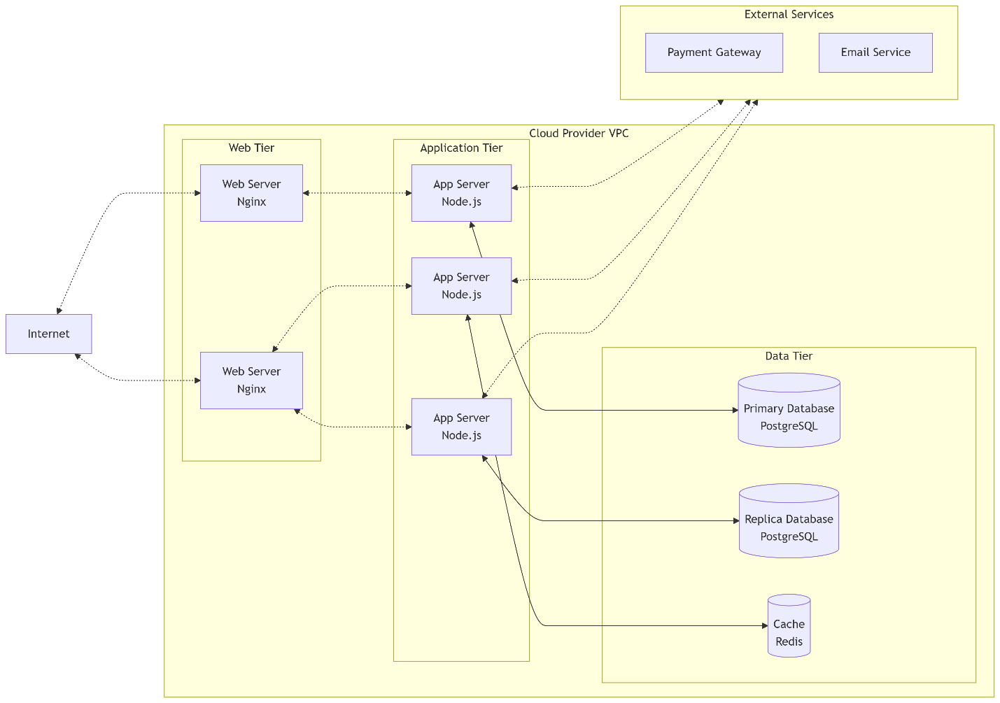 External Services
Payment Gateway
Email Service
Cloud Provider VPC
Web Tier
Web Server
Nginx
Web Server
Nginx
Application Tier
App Server
Node.js
App Server
Node.js
App Server
Node.js
Internet
Data Tier
Primary Database
PostgreSQL
Replica Database
PostgreSQL
Cache
Redis